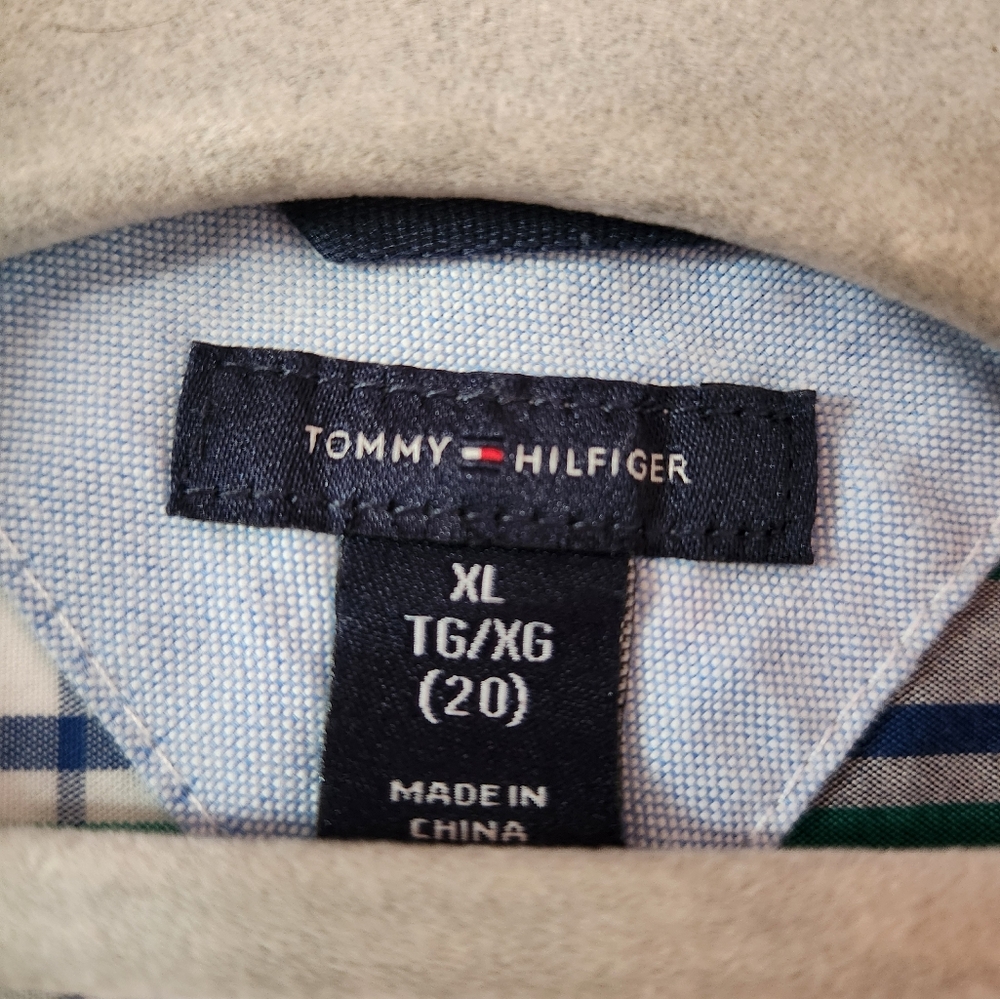 TOMMY HILFIGER
XL
TG/XG
(20)
MADE IN
CHINA